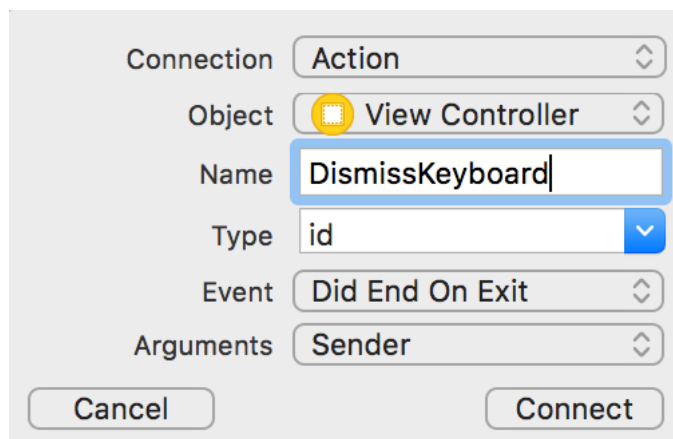 Connection Action
Object View Controller
Name DismissKeyboard
Type id
Event Did End On Exit
Arguments Sender
Cancel Connect